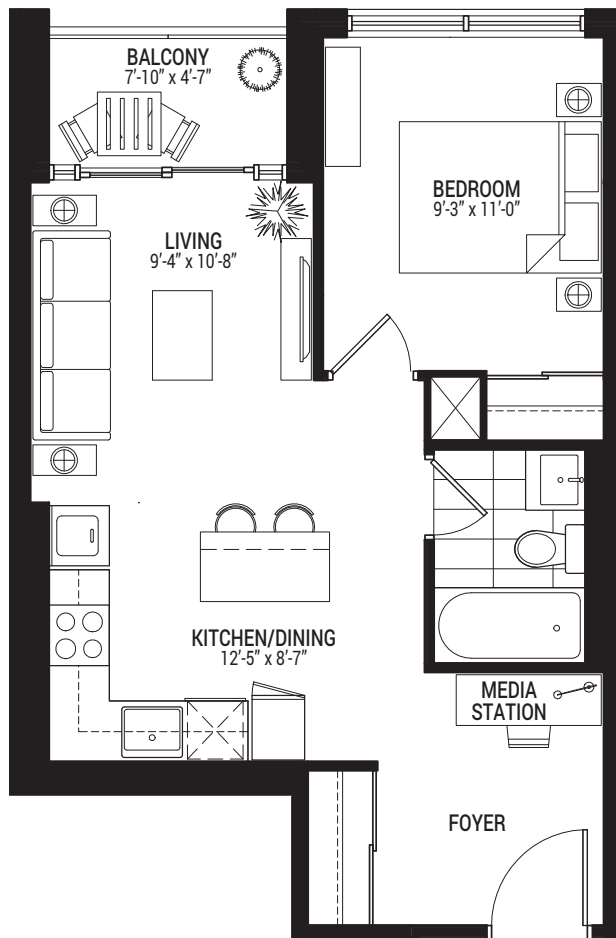 BALCONY
7'-10" x 4'-7"
BEDROOM
9'-3" x 11'-0"
LIVING
9'-4" x 10'-8"
KITCHEN/DINING
12'-5" x 8'-7"
MEDIA
STATION
FOYER